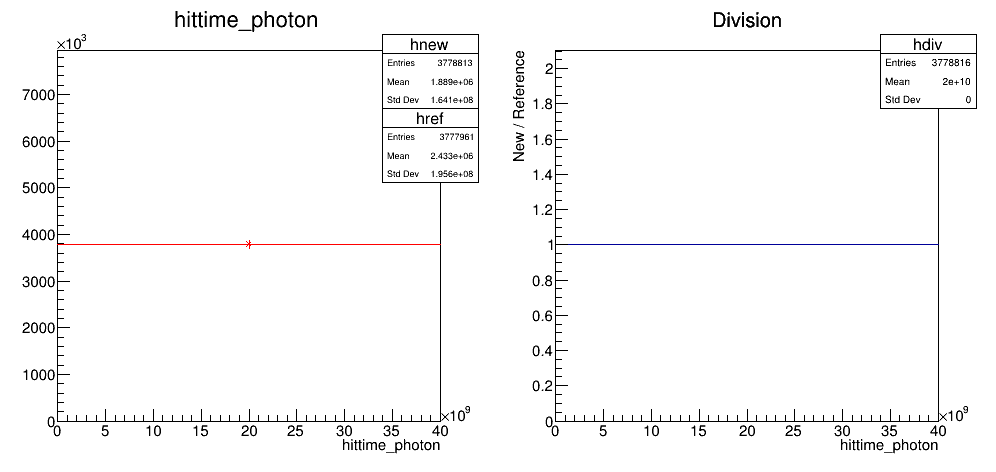 hittime_photon
×10³
hnew
Entries 3778813
Mean 1.889e+06
Std Dev 1.641e+08
href
Entries 3777961
Mean 2.433e+06
Std Dev 1.956e+08
7000
6000
5000
4000
3000
2000
1000
0
0 5 10 15 20 25 30 35 40
×10⁹
hittime_photon
Division
hdiv
Entries 3778816
Mean 2e+10
Std Dev 0
New / Reference
2
1.8
1.6
1.4
1.2
1
0.8
0.6
0.4
0.2
0
0 5 10 15 20 25 30 35 40
×10⁹
hittime_photon